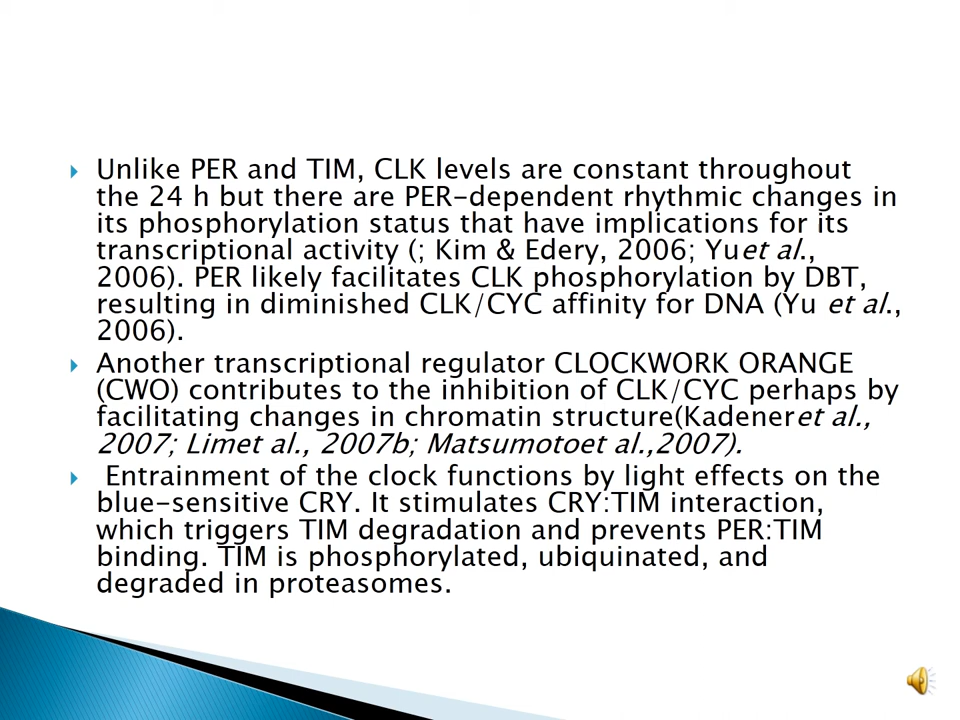 Unlike PER and TIM, CLK levels are constant throughout
the 24 h but there are PER-dependent rhythmic changes in
its phosphorylation status that have implications for its
transcriptional activity (; Kim & Edery, 2006; Yuet al.,
2006). PER likely facilitates CLK phosphorylation by DBT,
resulting in diminished CLK/CYC affinity for DNA (Yu et al.,
2006).
Another transcriptional regulator CLOCKWORK ORANGE
(CWO) contributes to the inhibition of CLK/CYC perhaps by
facilitating changes in chromatin structure(Kadeneret al.,
2007; Limet al., 2007b; Matsumotoet al.,2007).
Entrainment of the clock functions by light effects on the
blue-sensitive CRY. It stimulates CRY:TIM interaction,
which triggers TIM degradation and prevents PER:TIM
binding. TIM is phosphorylated, ubiquinated, and
degraded in proteasomes.